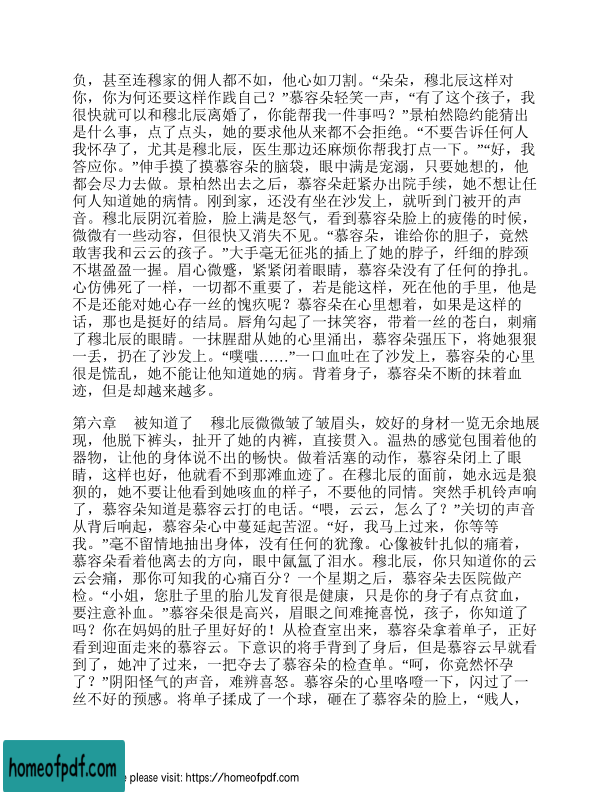 负，甚至连穆家的佣人都不如，他心如刀割。“朵朵，穆北辰这样对
你，你为何还要这样作践自己？”慕容朵轻笑一声，“有了这个孩子，我
很快就可以和穆北辰离婚了，你能帮我一件事吗？”景柏然隐约能猜出
是什么事，点了点头，她的要求他从来都不会拒绝。“不要告诉任何人
我怀孕了，尤其是穆北辰，医生那边还麻烦你帮我打点一下。”“好，我
答应你。”伸手摸了摸慕容朵的脑袋，眼中满是宠溺，只要她想的，他
都会尽力去做。景柏然出去之后，慕容朵赶紧办出院手续，她不想让任
何人知道她的病情。刚到家，还没有坐在沙发上，就听到门被开的声
音。穆北辰阴沉着脸，脸上满是怒气，看到慕容朵脸上的疲倦的时候，
微微有一些动容，但很快又消失不见。“慕容朵，谁给你的胆子，竟然
敢害我和云云的孩子。”大手毫无征兆的插上了她的脖子，纤细的脖颈
不堪盈盈一握。眉心微蹙，紧紧闭着眼睛，慕容朵没有了任何的挣扎。
心仿佛死了一样，一切都不重要了，若是能这样，死在他的手里，他是
不是还能对她心存一丝的愧疚呢？慕容朵在心里想着，如果是这样的
话，那也是挺好的结局。唇角勾起了一抹笑容，带着一丝的苍白，刺痛
了穆北辰的眼睛。一抹腥甜从她的心里涌出，慕容朵强压下，将她狠狠
一丢，扔在了沙发上。“噗嗤……”一口血吐在了沙发上，慕容朵的心里
很是慌乱，她不能让他知道她的病。背着身子，慕容朵不断的抹着血
迹，但是却越来越多。
第六章 被知道了 穆北辰微微皱了皱眉头，姣好的身材一览无余地展
现，他脱下裤头，扯开了她的内裤，直接贯入。温热的感觉包围着他的
器物，让他的身体说不出的畅快。做着活塞的动作，慕容朵闭上了眼
睛，这样也好，他就看不到那滩血迹了。在穆北辰的面前，她永远是狼
狈的，她不要让他看到她咳血的样子，不要他的同情。突然手机铃声响
了，慕容朵知道是慕容云打的电话。“喂，云云，怎么了？”关切的声音
从背后响起，慕容朵心中蔓延起苦涩。“好，我马上过来，你等等
我。”毫不留情地抽出身体，没有任何的犹豫。心像被针扎似的痛着，
慕容朵看着他离去的方向，眼中氤氲了泪水。穆北辰，你只知道你的云
云会痛，那你可知我的心痛百分？一个星期之后，慕容朵去医院做产
检。“小姐，您肚子里的胎儿发育很是健康，只是你的身子有点贫血，
要注意补血。”慕容朵很是高兴，眉眼之间难掩喜悦，孩子，你知道了
吗？你在妈妈的肚子里好好的！从检查室出来，慕容朵拿着单子，正好
看到迎面走来的慕容云。下意识的将手背到了身后，但是慕容云早就看
到了，她冲了过来，一把夺去了慕容朵的检查单。“呵，你竟然怀孕
了？”阴阳怪气的声音，难辨喜怒。慕容朵的心里咯噔一下，闪过了一
丝不好的预感。将单子揉成了一个球，砸在了慕容朵的脸上，“贱人，
homeofpdf.com
e please visit: https://homeofpdf.com